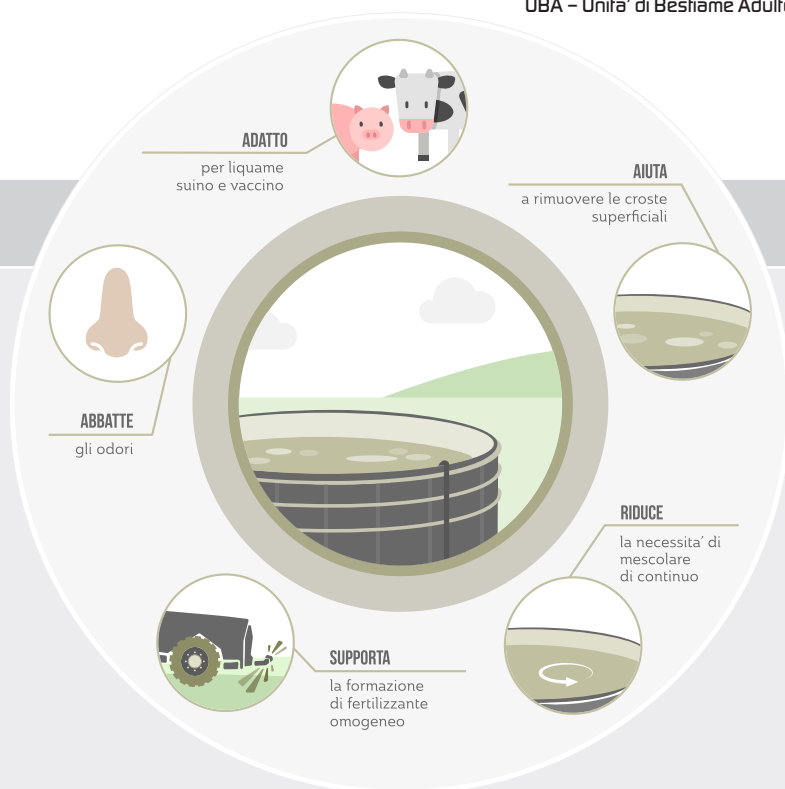 UBA – Unita´ di Bestiame Adulto
ADATTO
per liquame
suino e vaccino
AIUTA
a rimuovere le croste
superficiali
ABBATTE
gli odori
RIDUCE
la necessita´ di
mescolare
di continuo
SUPPORTA
la formazione
di fertilizzante
omogeneo